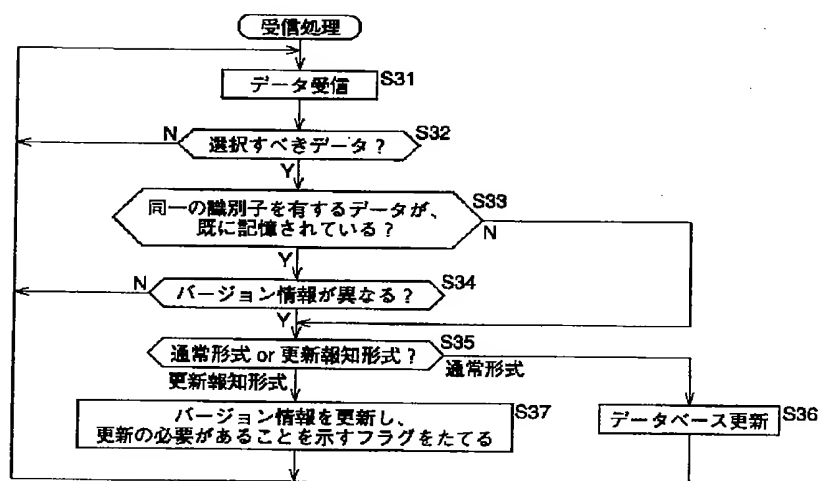 受信処理
データ受信
S31
選択すべきデータ？
S32
N
Y
同一の識別子を有するデータが、
既に記憶されている？
S33
N
Y
バージョン情報が異なる？
S34
N
Y
通常形式 or 更新報知形式？
S35
通常形式
更新報知形式
バージョン情報を更新し、
更新の必要があることを示すフラグをたてる
S37
データベース更新
S36